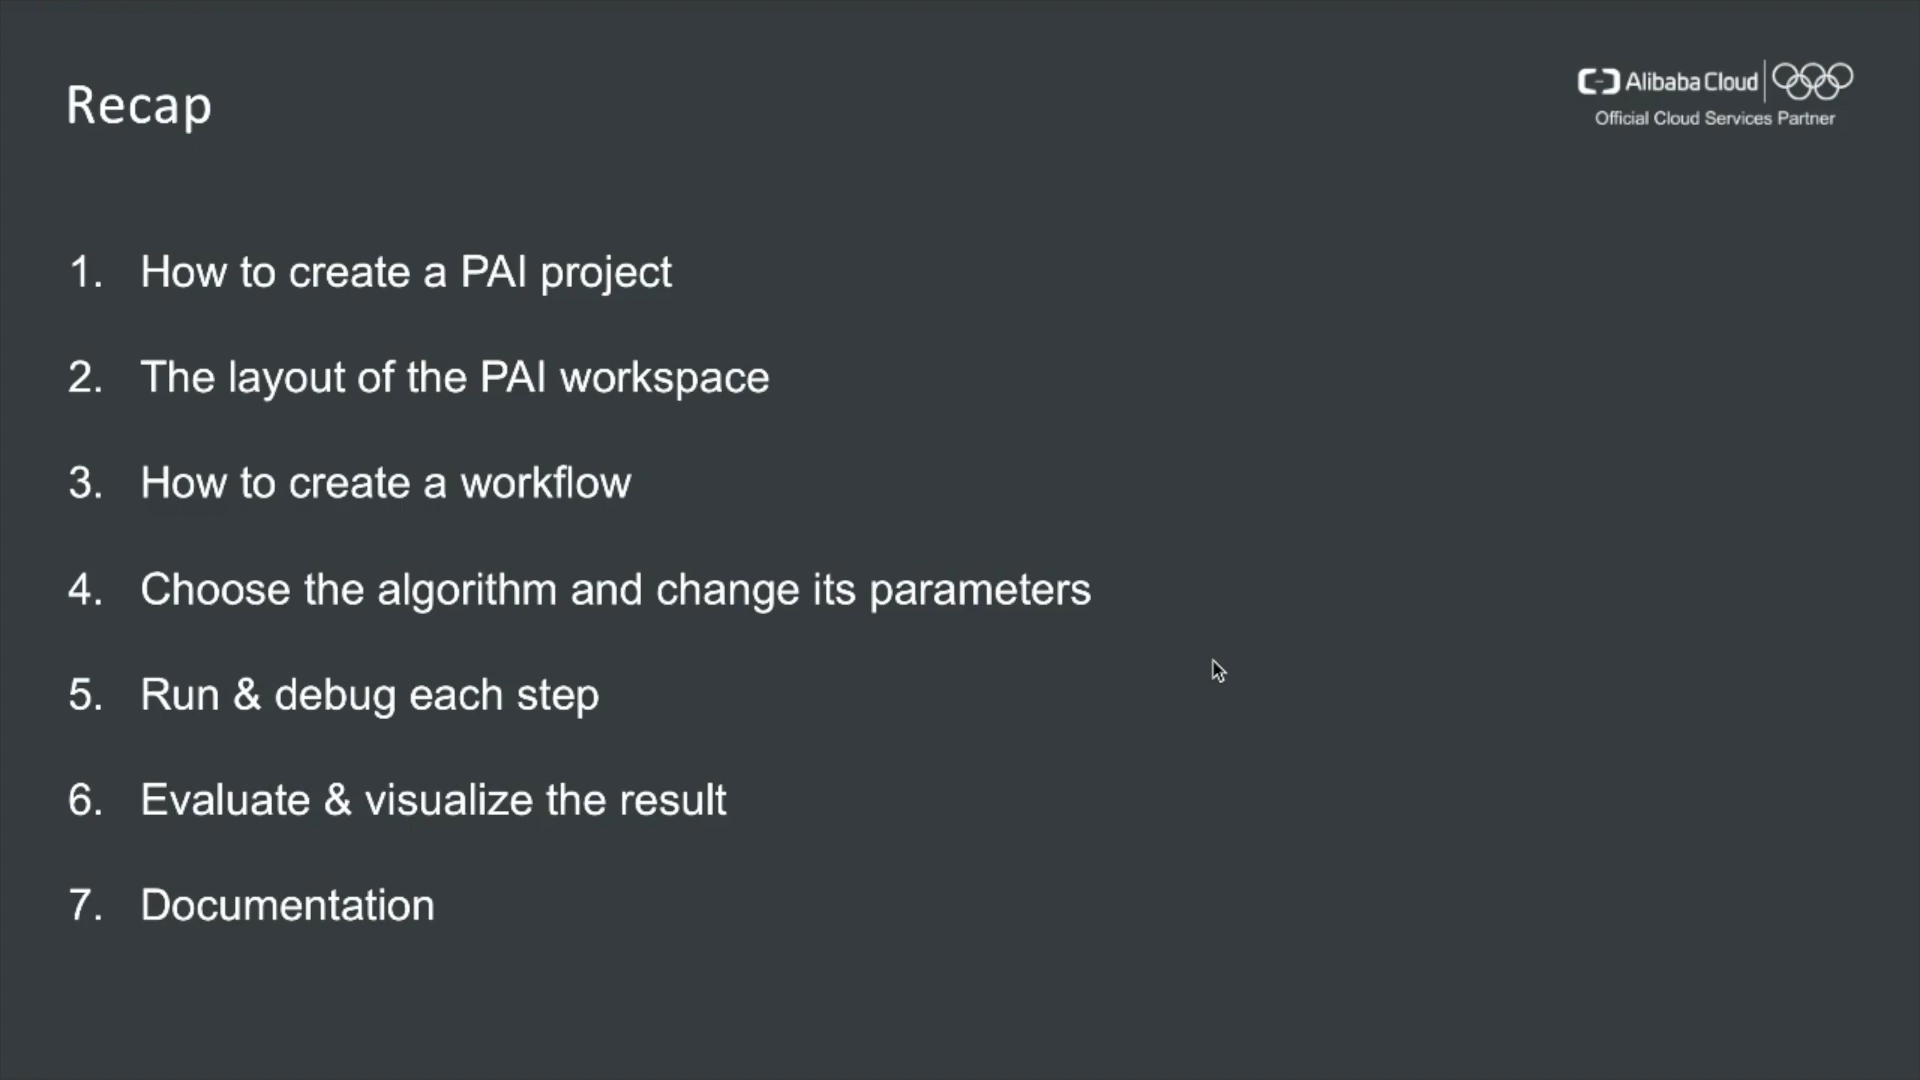 Recap
Alibaba Cloud
Official Cloud Services Partner
1. How to create a PAI project
2. The layout of the PAI workspace
3. How to create a workflow
4. Choose the algorithm and change its parameters
5. Run & debug each step
6. Evaluate & visualize the result
7. Documentation